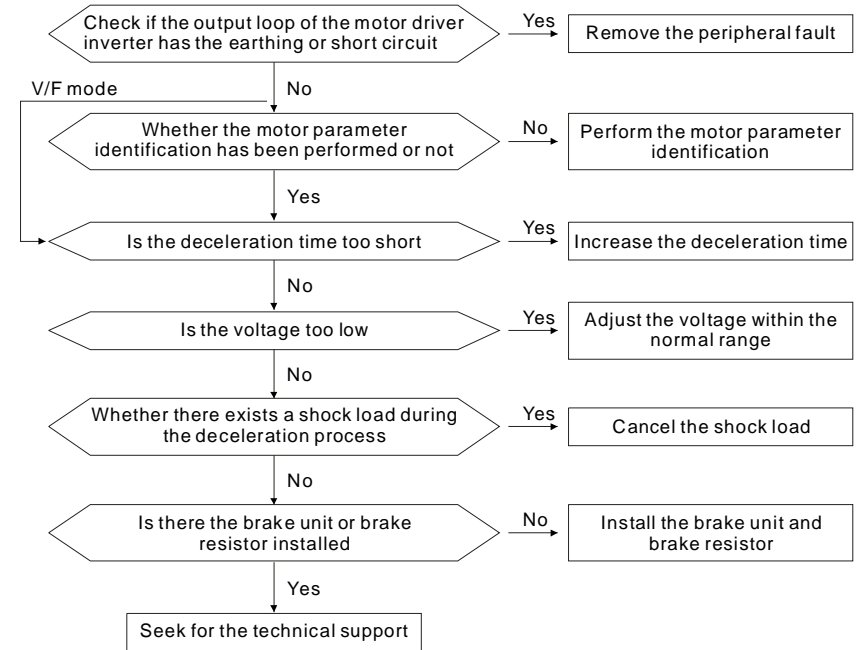 Check if the output loop of the motor driver
inverter has the earthing or short circuit
Yes
Remove the peripheral fault
V/F mode
No
Whether the motor parameter
identification has been performed or not
No
Perform the motor parameter
identification
Yes
Is the deceleration time too short
Yes
Increase the deceleration time
No
Is the voltage too low
Yes
Adjust the voltage within the
normal range
No
Whether there exists a shock load during
the deceleration process
Yes
Cancel the shock load
No
Is there the brake unit or brake
resistor installed
No
Install the brake unit and
brake resistor
Yes
Seek for the technical support